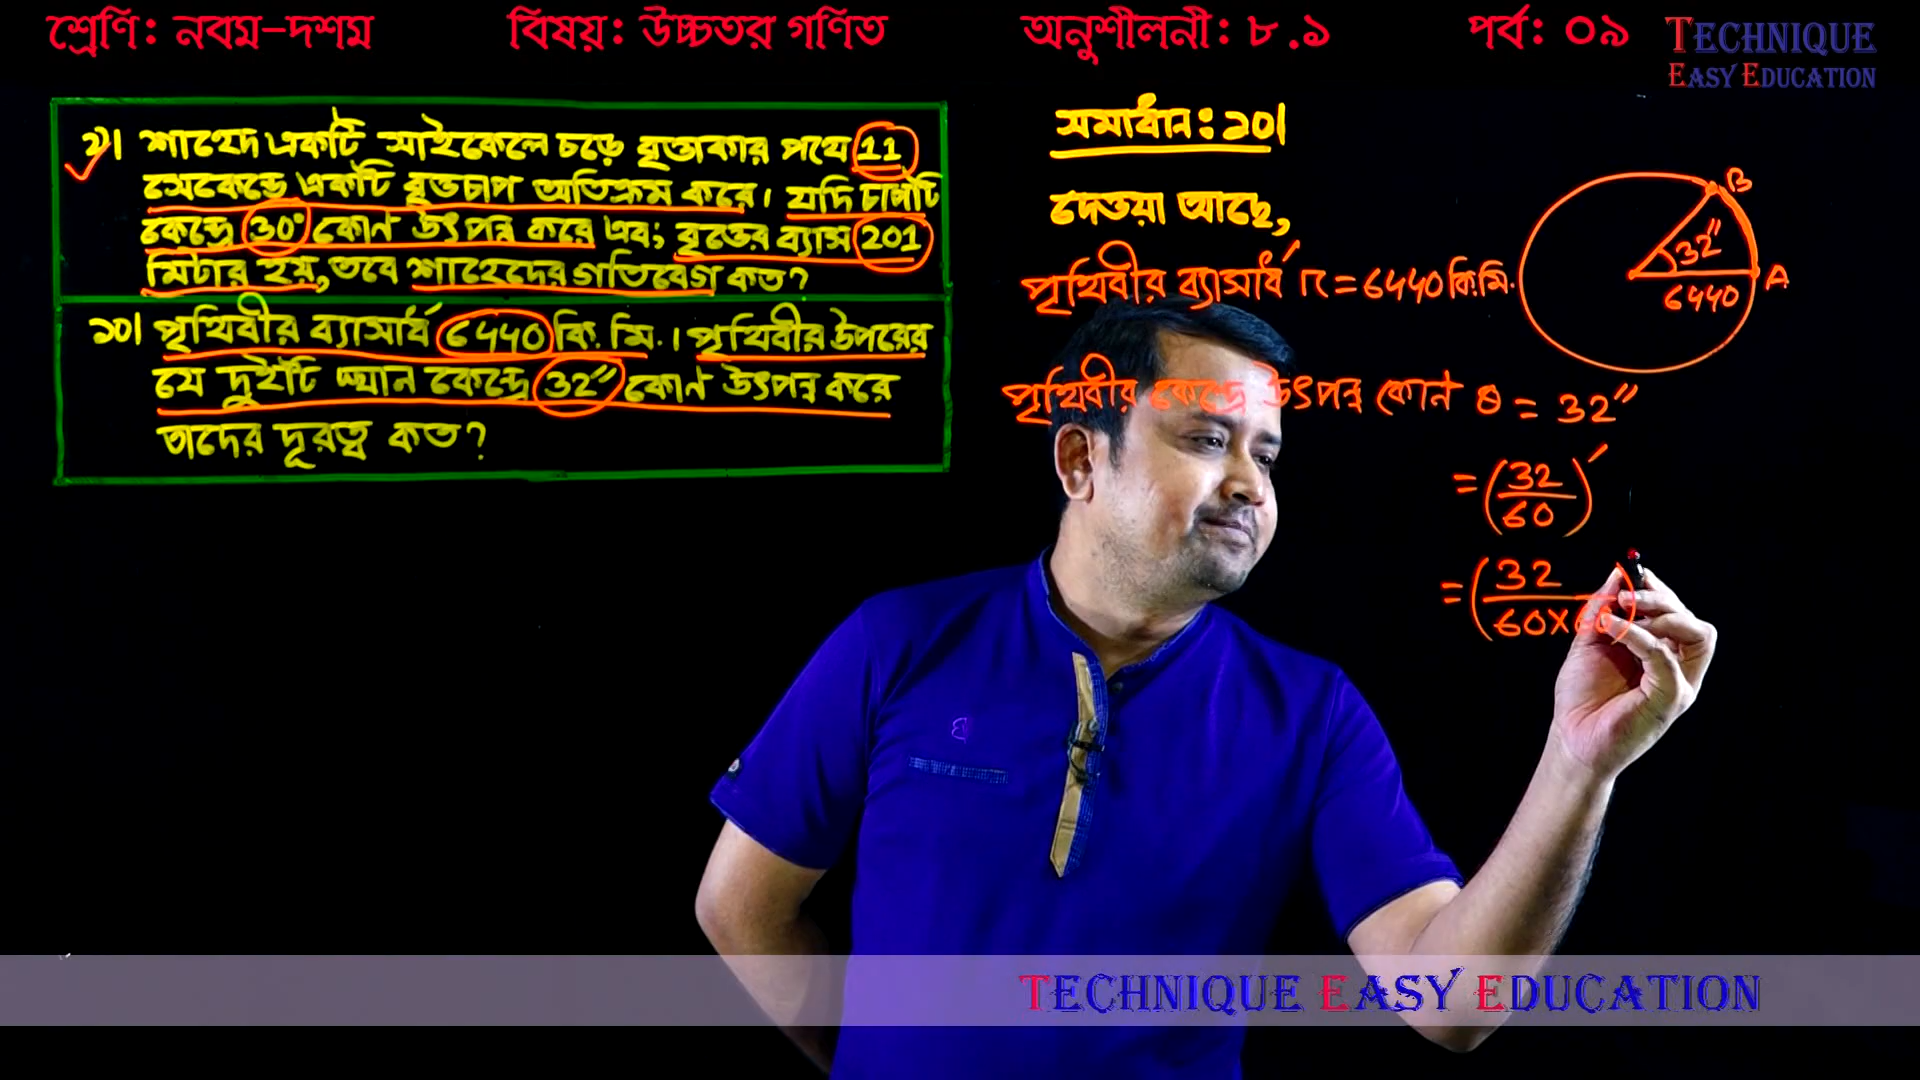 শ্রেণি: নবম-দশম বিষয়: উচ্চতর গণিত অনুশীলনী: ৮.১ পর্ব: ০৯
TECHNIQUE
EASY EDUCATION
৯। শাহেদ একটি সাইকেলে চড়ে বৃত্তাকার পথে 11
সেকেন্ডে একটি বৃত্তচাপ অতিক্রম করে। যদি চাপটি
কেন্দ্রে 30° কোণ উৎপন্ন করে এবং বৃত্তের ব্যাস 201
মিটার হয়, তবে শাহেদের গতিবেগ কত?
১০। পৃথিবীর ব্যাসার্ধ 6440 কি. মি.। পৃথিবীর উপরের
যে দুইটি স্থান কেন্দ্রে 32″ কোণ উৎপন্ন করে
তাদের দূরত্ব কত?
সমাধান: ১০।
দেওয়া আছে,
পৃথিবীর ব্যাসার্ধ r = 6440 কি.মি.
B
32″
A
6440
পৃথিবীর কেন্দ্রে উৎপন্ন কোণ θ = 32″
= (32/60)′
= (32/60×60)
TECHNIQUE EASY EDUCATION